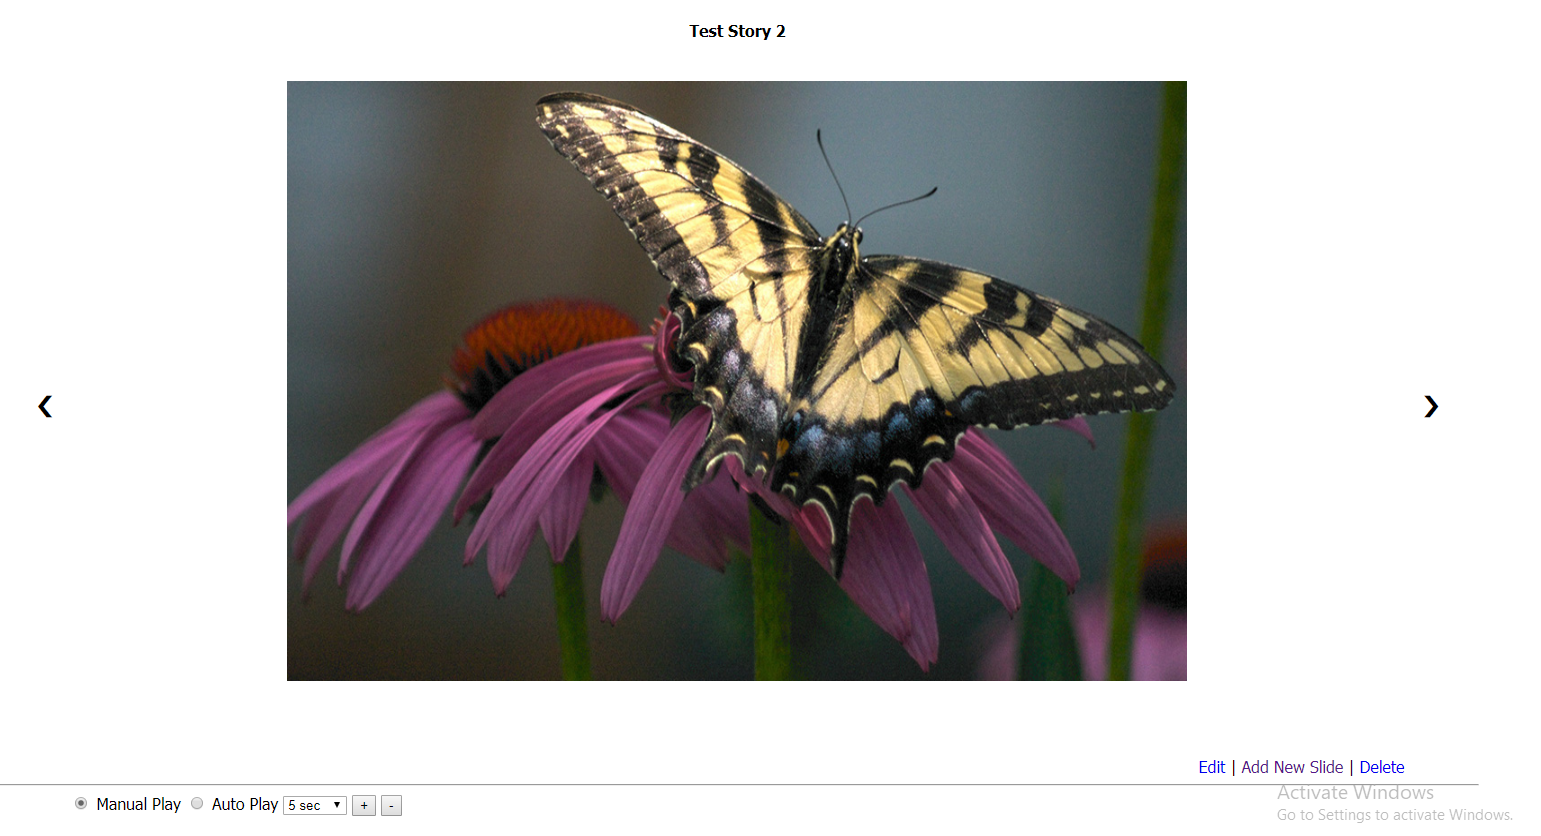 Test Story 2
❮
❯
Edit | Add New Slide | Delete
Manual Play Auto Play 5 sec + -
Activate Windows
Go to Settings to activate Windows.